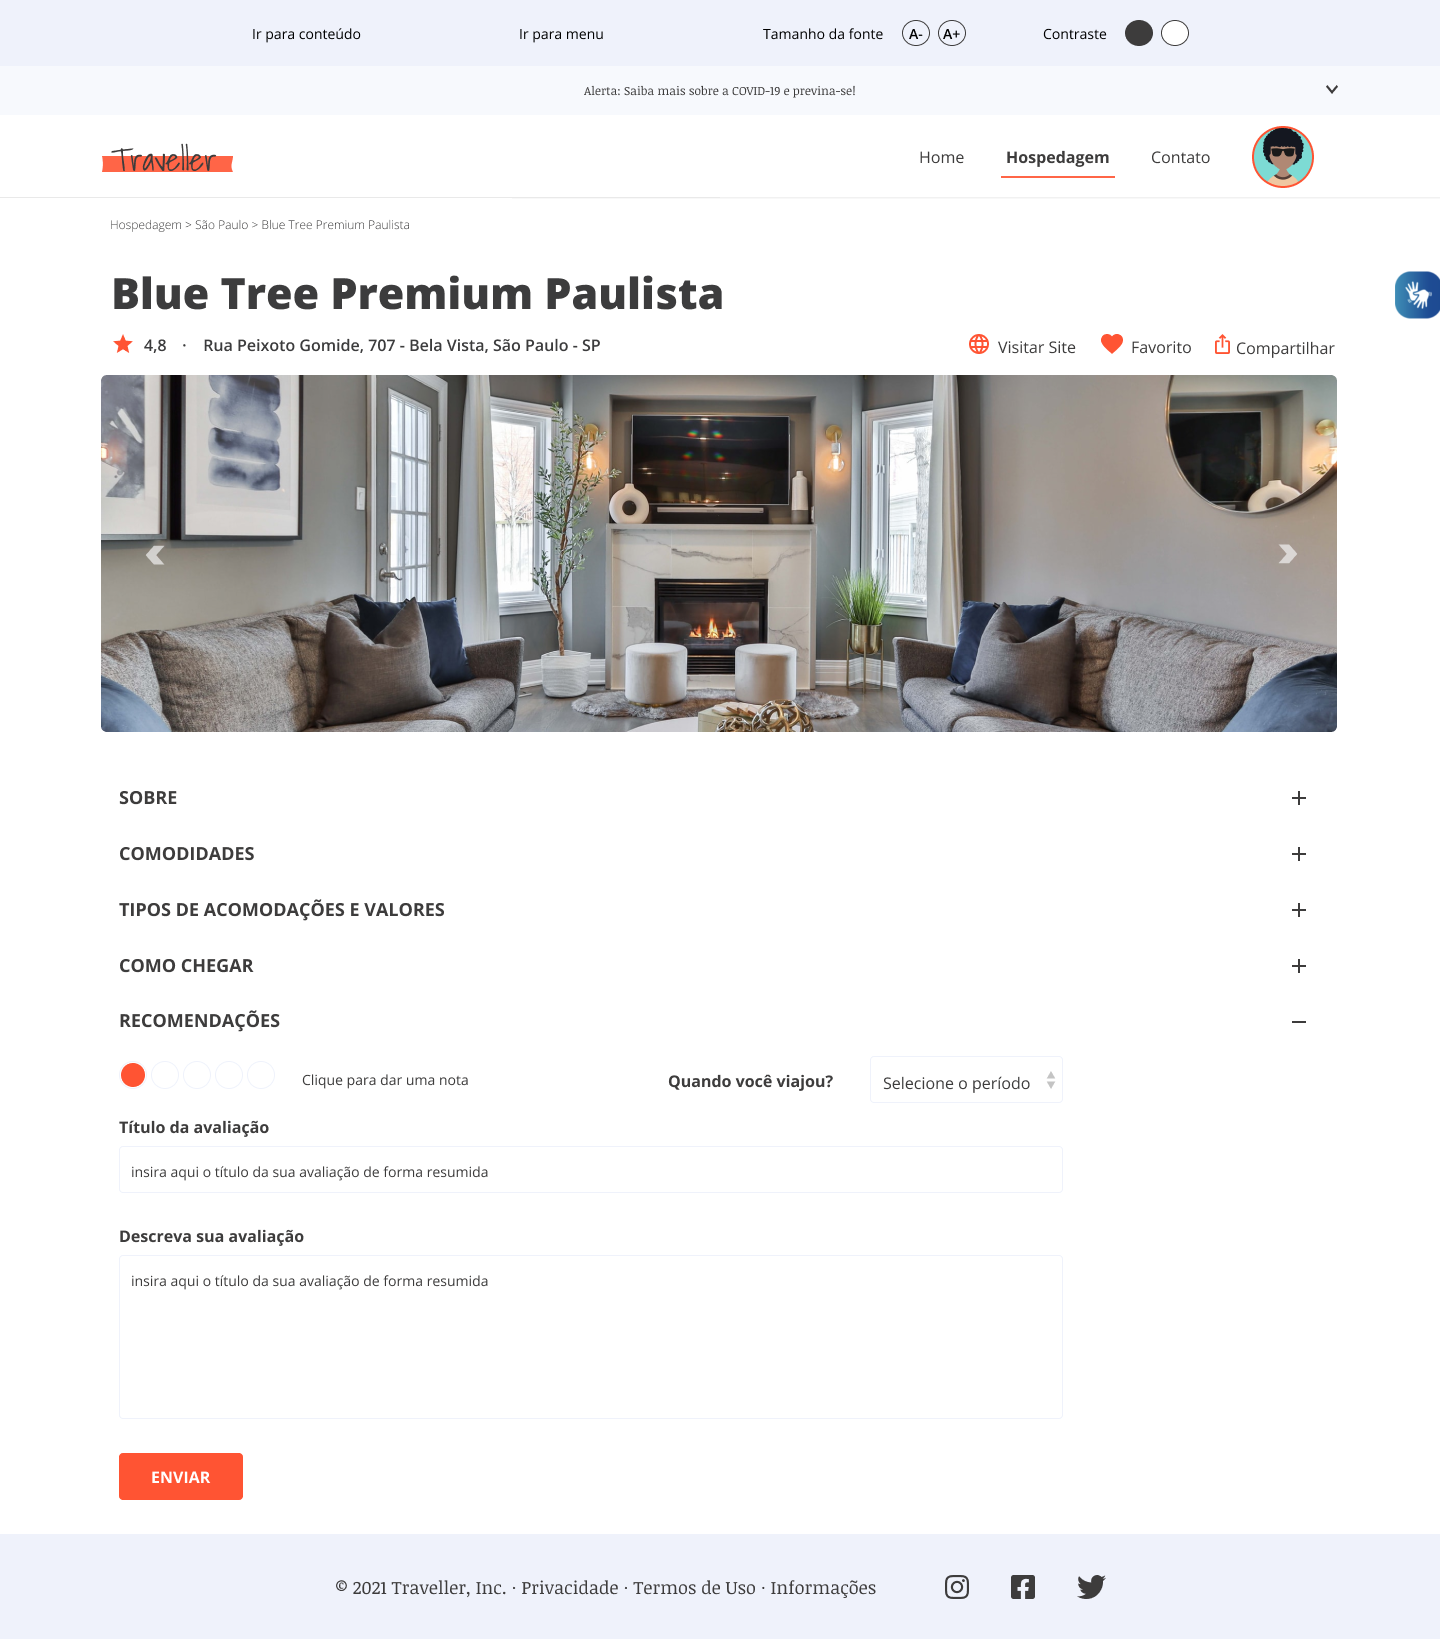 Ir para conteúdo Ir para menu Tamanho da fonte A- A+ Contraste
Alerta: Saiba mais sobre a COVID-19 e previna-se!
Traveller Home Hospedagem Contato
Hospedagem > São Paulo > Blue Tree Premium Paulista
Blue Tree Premium Paulista
4,8 · Rua Peixoto Gomide, 707 - Bela Vista, São Paulo - SP Visitar Site Favorito Compartilhar
SOBRE
COMODIDADES
TIPOS DE ACOMODAÇÕES E VALORES
COMO CHEGAR
RECOMENDAÇÕES
Clique para dar uma nota Quando você viajou? Selecione o período
Título da avaliação
insira aqui o título da sua avaliação de forma resumida
Descreva sua avaliação
insira aqui o título da sua avaliação de forma resumida
ENVIAR
© 2021 Traveller, Inc. · Privacidade · Termos de Uso · Informações